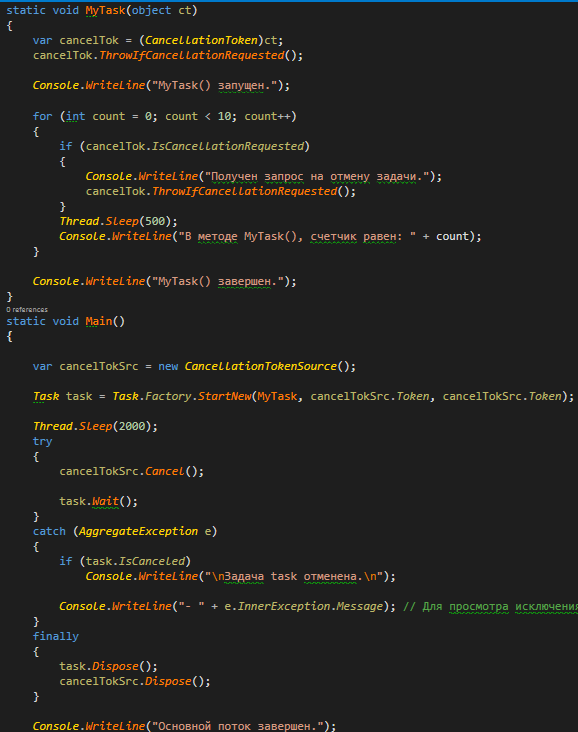 static void MyTask(object ct)
{
var cancelTok = (CancellationToken)ct;
cancelTok.ThrowIfCancellationRequested();
Console.WriteLine("MyTask() запущен.");
for (int count = 0; count < 10; count++)
{
if (cancelTok.IsCancellationRequested)
{
Console.WriteLine("Получен запрос на отмену задачи.");
cancelTok.ThrowIfCancellationRequested();
}
Thread.Sleep(500);
Console.WriteLine("В методе MyTask(), счетчик равен: " + count);
}
Console.WriteLine("MyTask() завершен.");
}
0 references
static void Main()
{
var cancelTokSrc = new CancellationTokenSource();
Task task = Task.Factory.StartNew(MyTask, cancelTokSrc.Token, cancelTokSrc.Token);
Thread.Sleep(2000);
try
{
cancelTokSrc.Cancel();
task.Wait();
}
catch (AggregateException e)
{
if (task.IsCanceled)
Console.WriteLine("\nЗадача task отменена.\n");
Console.WriteLine("- " + e.InnerException.Message); // Для просмотра исключения
}
finally
{
task.Dispose();
cancelTokSrc.Dispose();
}
Console.WriteLine("Основной поток завершен.");